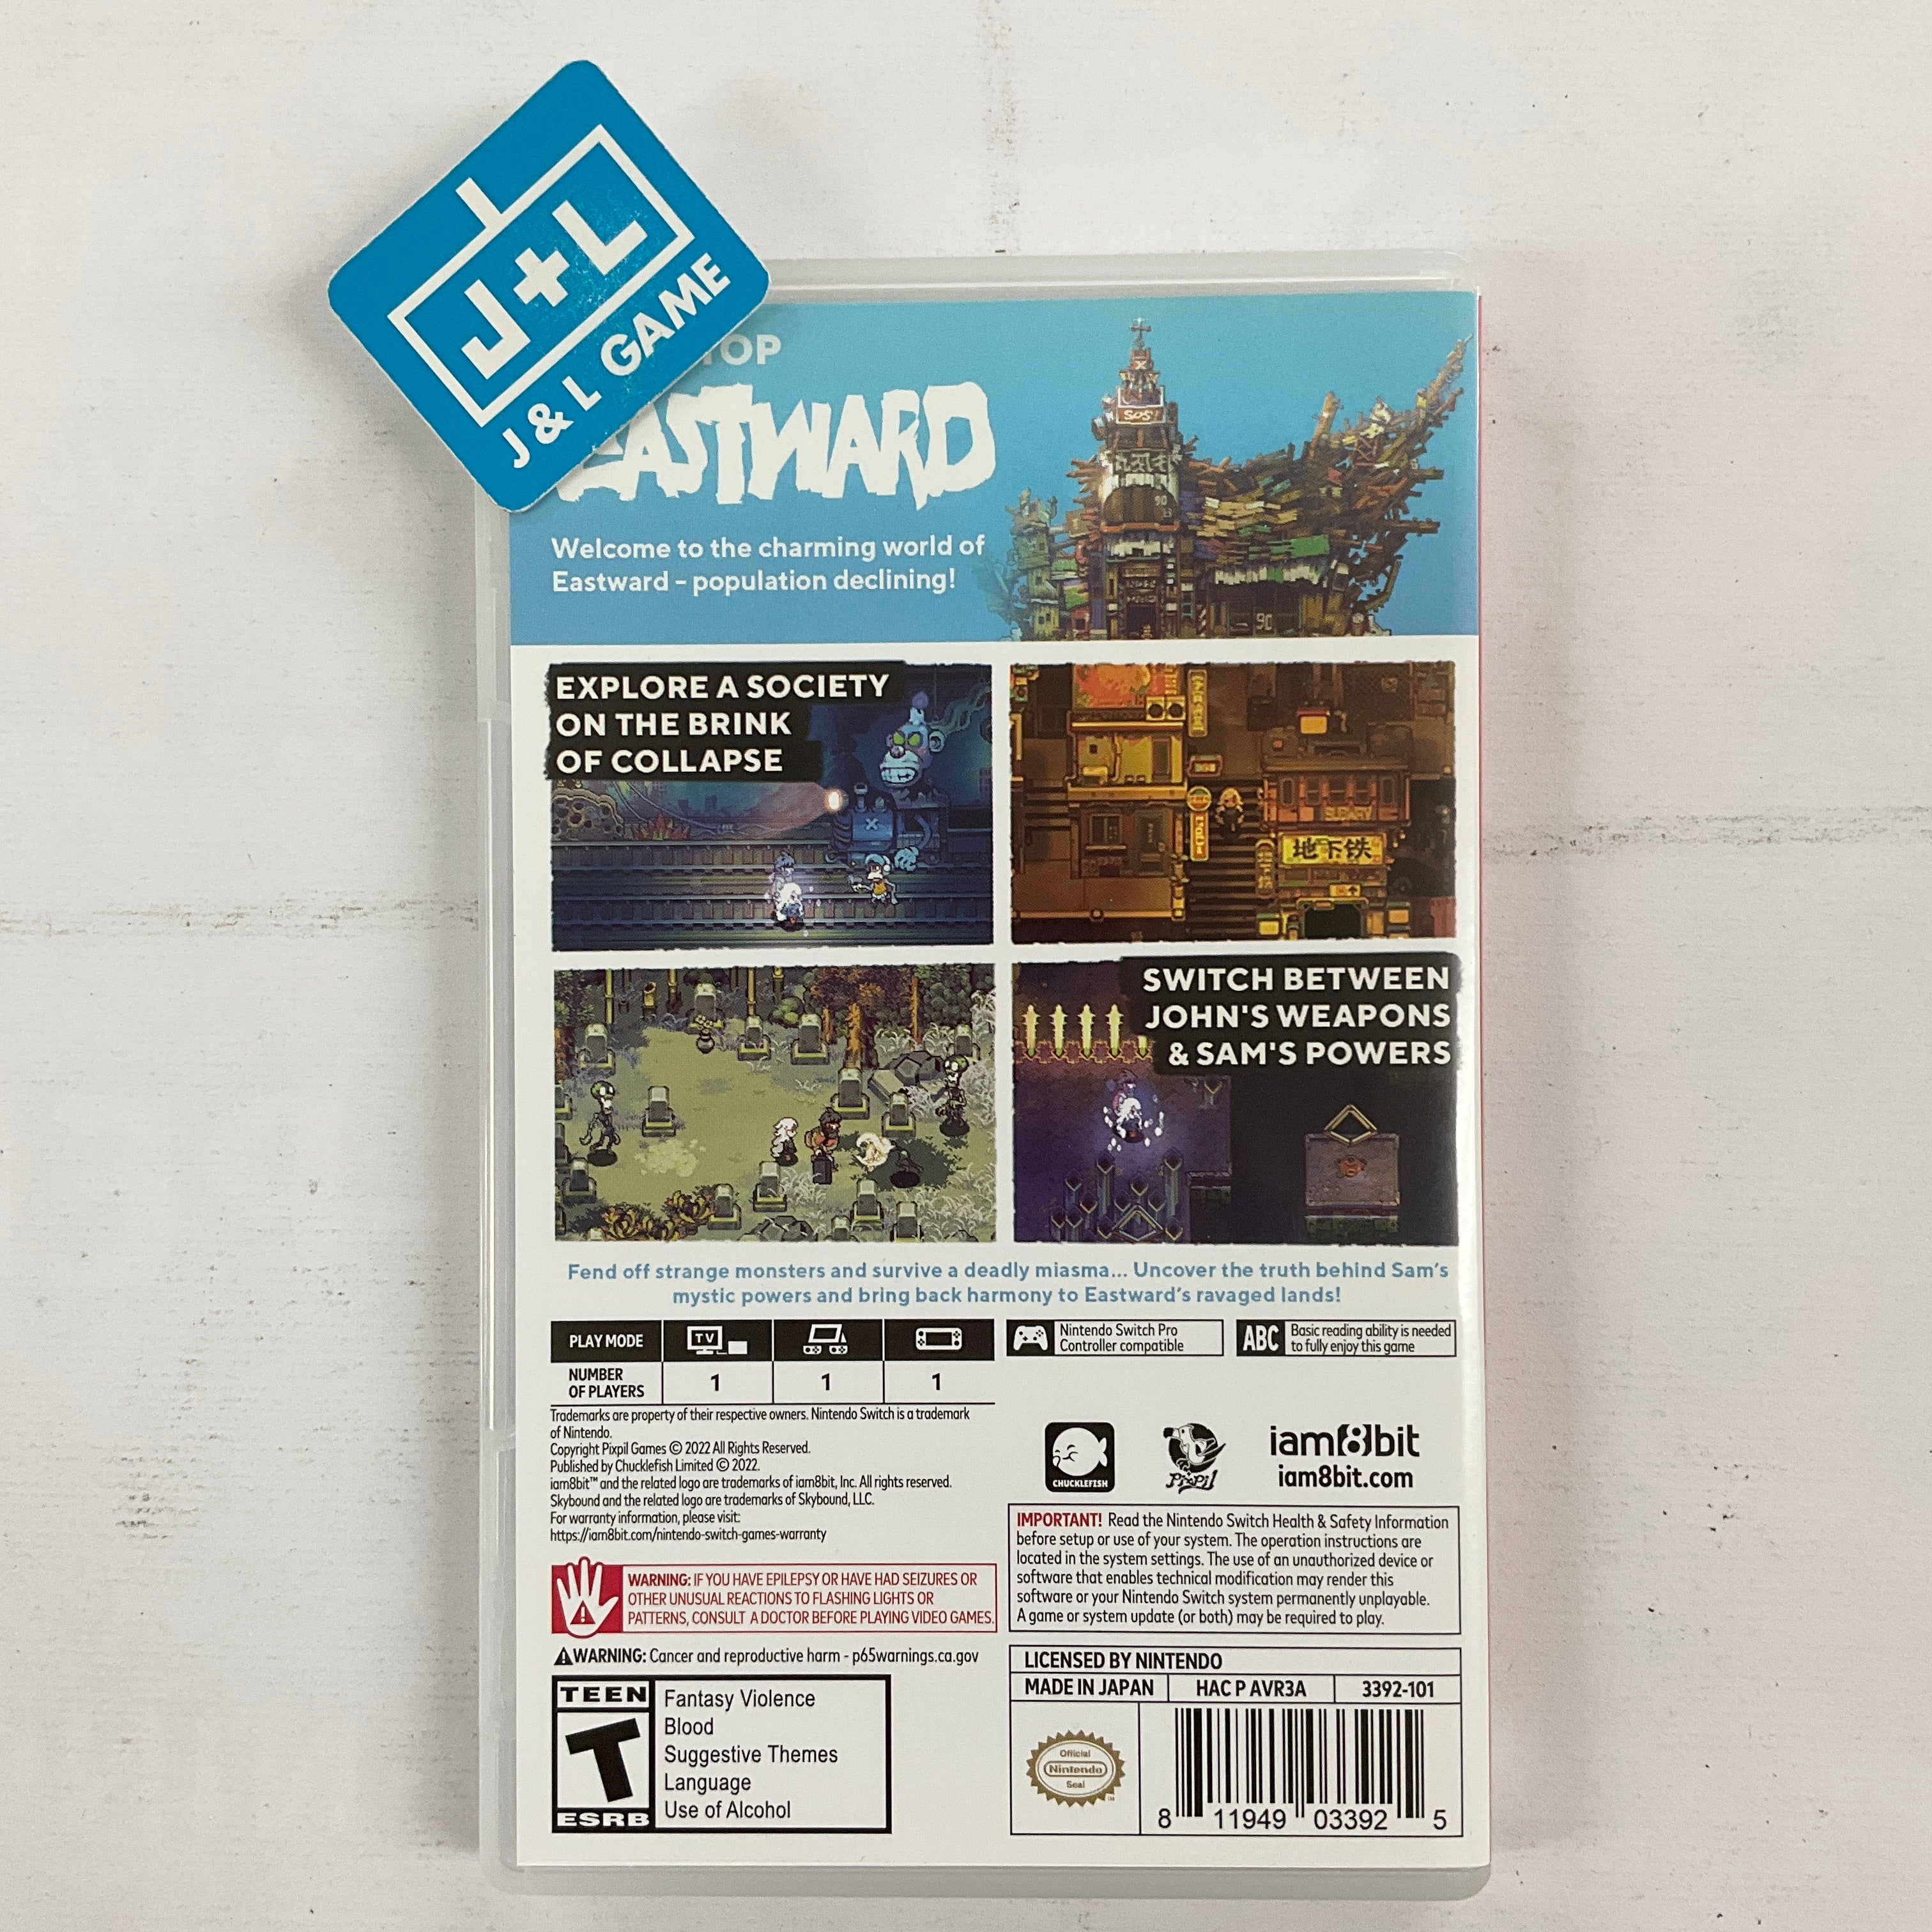 J+L
J & L GAME
TOP
EASTWARD
Welcome to the charming world of
Eastward – population declining!
SOS!
90
90
EXPLORE A SOCIETY
ON THE BRINK
OF COLLAPSE
X
地下铁
SWITCH BETWEEN
JOHN'S WEAPONS
& SAM'S POWERS
Fend off strange monsters and survive a deadly miasma... Uncover the truth behind Sam's
mystic powers and bring back harmony to Eastward's ravaged lands!
PLAY MODE
TV
NUMBER
OF PLAYERS
1 1 1
Nintendo Switch Pro
Controller compatible
ABC
Basic reading ability is needed
to fully enjoy this game
Trademarks are property of their respective owners. Nintendo Switch is a trademark
of Nintendo.
Copyright Pixpil Games © 2022 All Rights Reserved.
Published by Chucklefish Limited © 2022.
iam8bit™ and the related logo are trademarks of iam8bit, Inc. All rights reserved.
Skybound and the related logo are trademarks of Skybound, LLC.
For warranty information, please visit:
https://iam8bit.com/nintendo-switch-games-warranty
CHUCKLEFISH
Pixpil
iam8bit
iam8bit.com
WARNING: IF YOU HAVE EPILEPSY OR HAVE HAD SEIZURES OR
OTHER UNUSUAL REACTIONS TO FLASHING LIGHTS OR
PATTERNS, CONSULT A DOCTOR BEFORE PLAYING VIDEO GAMES.
IMPORTANT! Read the Nintendo Switch Health & Safety Information
before setup or use of your system. The operation instructions are
located in the system settings. The use of an unauthorized device or
software that enables technical modification may render this
software or your Nintendo Switch system permanently unplayable.
A game or system update (or both) may be required to play.
WARNING: Cancer and reproductive harm - p65warnings.ca.gov
TEEN
T
ESRB
Fantasy Violence
Blood
Suggestive Themes
Language
Use of Alcohol
LICENSED BY NINTENDO
MADE IN JAPAN HAC P AVR3A 3392-101
Official
Nintendo
Seal
8 11949 03392 5